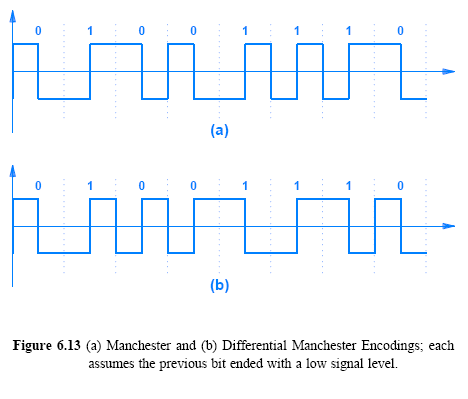 0 1 0 0 1 1 1 0
(a)
0 1 0 0 1 1 1 0
(b)
Figure 6.13 (a) Manchester and (b) Differential Manchester Encodings; each
assumes the previous bit ended with a low signal level.